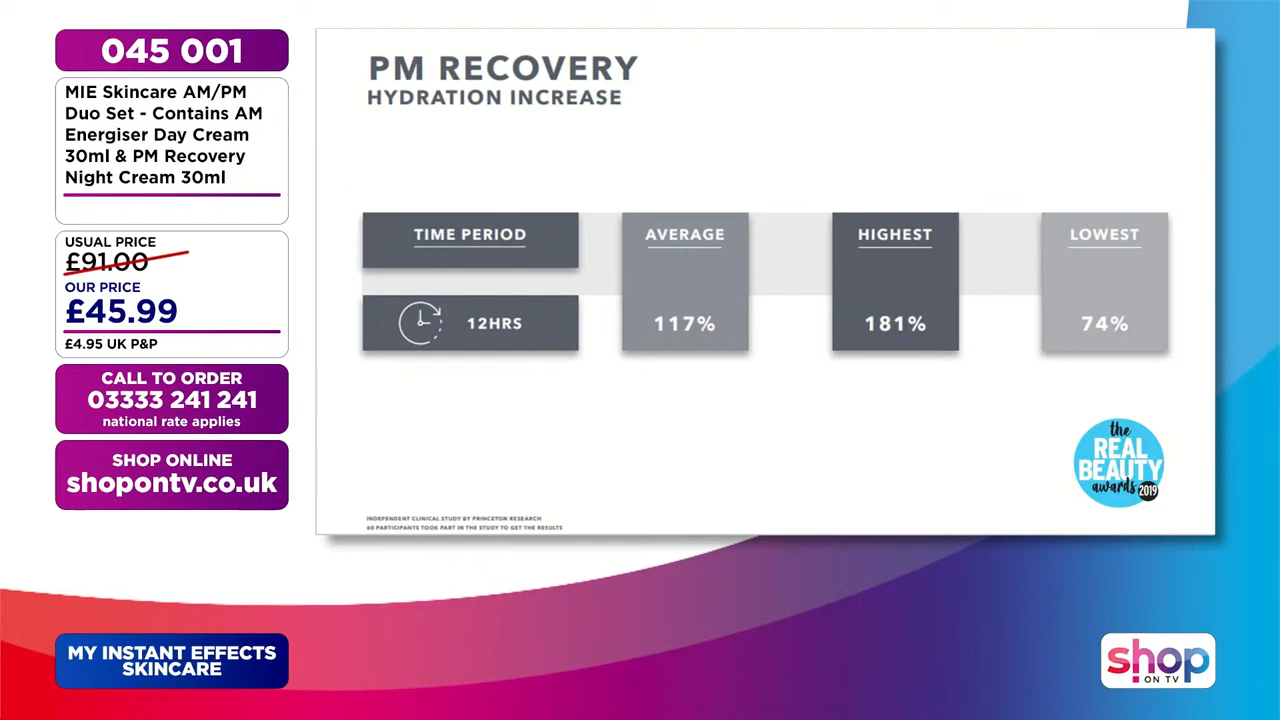 045 001
MIE Skincare AM/PM
Duo Set - Contains AM
Energiser Day Cream
30ml & PM Recovery
Night Cream 30ml
USUAL PRICE
£91.00
OUR PRICE
£45.99
£4.95 UK P&P
CALL TO ORDER
03333 241 241
national rate applies
SHOP ONLINE
shopontv.co.uk
PM RECOVERY
HYDRATION INCREASE
TIME PERIOD
AVERAGE
HIGHEST
LOWEST
12HRS
117%
181%
74%
the
REAL
BEAUTY
awards 2019
INDEPENDENT CLINICAL STUDY BY PRINCETON RESEARCH
60 PARTICIPANTS TOOK PART IN THE STUDY TO GET THE RESULTS
MY INSTANT EFFECTS
SKINCARE
shop
ON TV